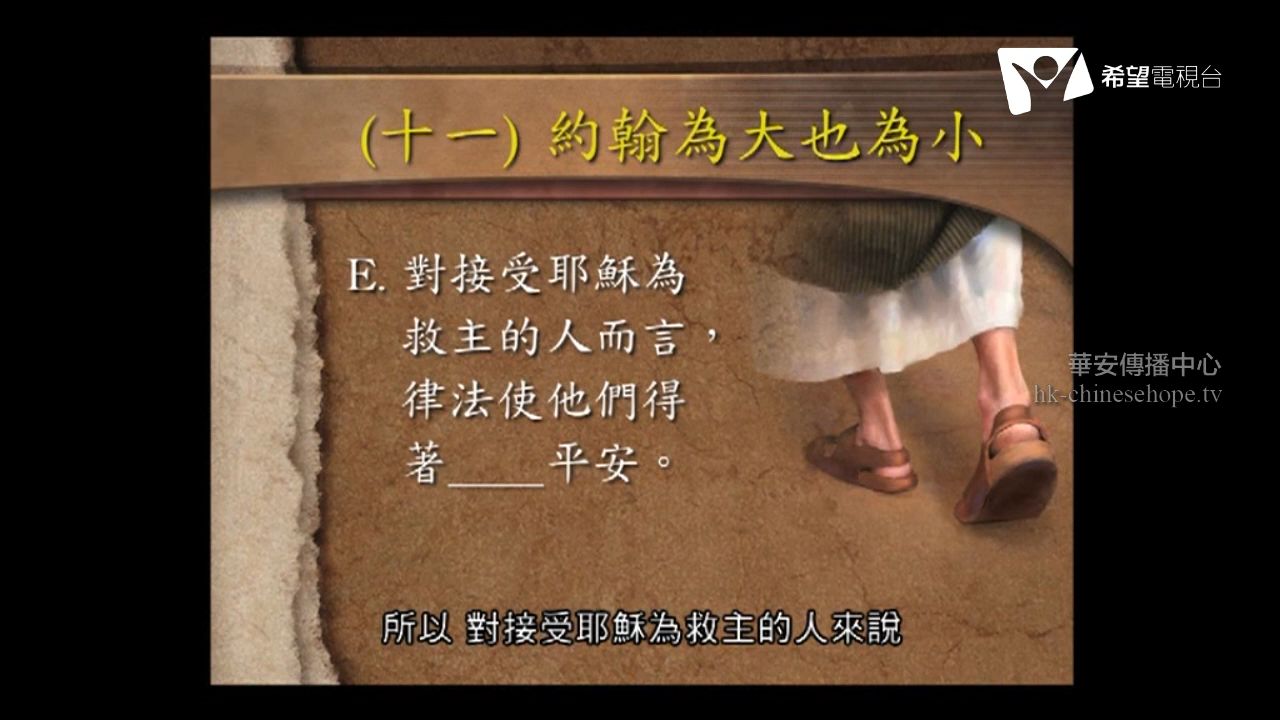 希望電視台
(十一) 約翰為大也為小
E. 對接受耶穌為
救主的人而言，
律法使他們得
著____平安。
華安傳播中心
hk-chinesehope.tv
所以 對接受耶穌為救主的人來說